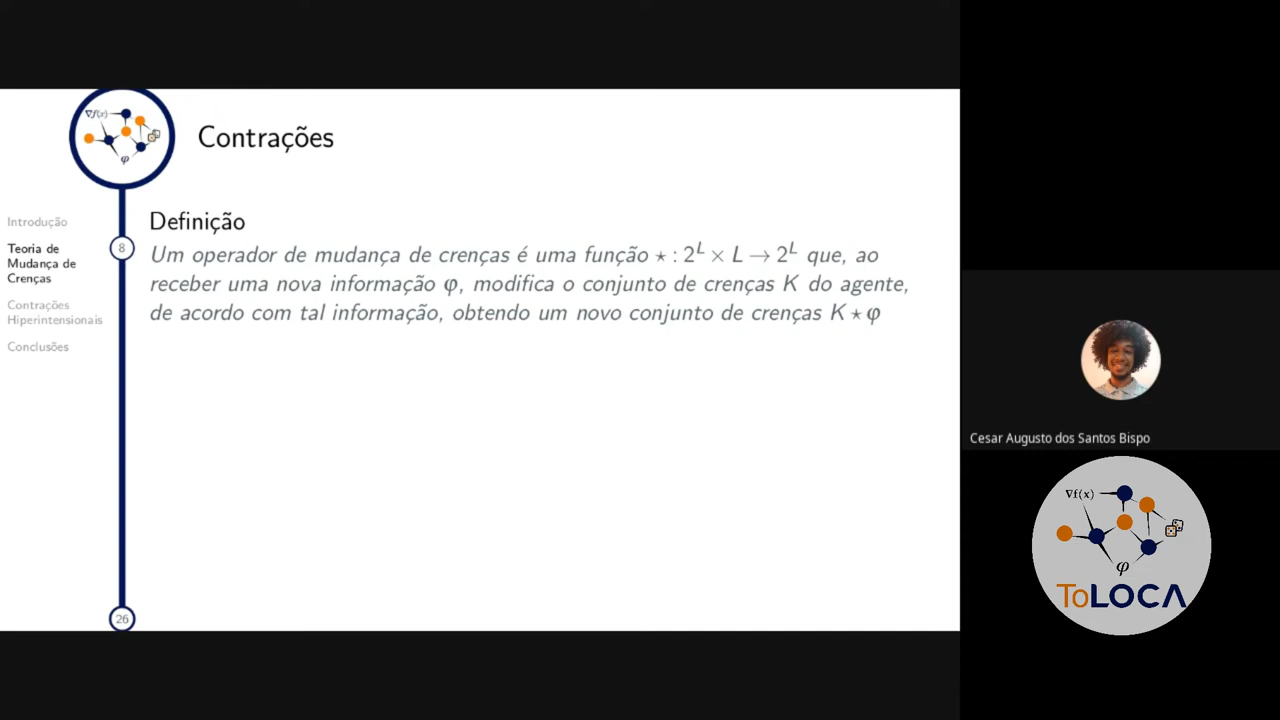 ∇f(x)
φ
Contrações
Introdução
Teoria de
Mudança de
Crenças
Contrações
Hiperintensionais
Conclusões
8
26
Definição
Um operador de mudança de crenças é uma função ⋆ : 2^L × L → 2^L que, ao
receber uma nova informação φ, modifica o conjunto de crenças K do agente,
de acordo com tal informação, obtendo um novo conjunto de crenças K ⋆ φ
Cesar Augusto dos Santos Bispo
∇f(x)
φ
ToLOCA